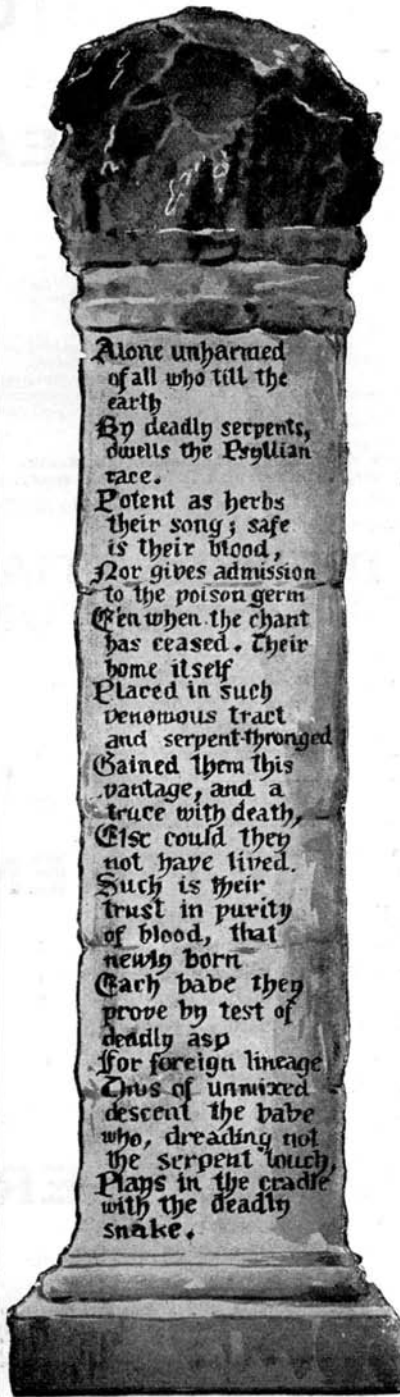 Alone unharmed
of all who till the
earth
By deadly serpents,
dwells the Psyllian
race.
Potent as herbs
their song; safe
is their blood,
Nor gives admission
to the poison germ
E'en when the chant
has ceased. Their
home itself
Placed in such
venomous tract
and serpent-thronged
Gained them this
vantage, and a
truce with death,
Else could they
not have lived.
Such is their
trust in purity
of blood, that
newly born
Each babe they
prove by test of
deadly asp
For foreign lineage
Thus of unmixed
descent the babe
who, dreading not
the serpent touch,
Plays in the cradle
with the deadly
snake.